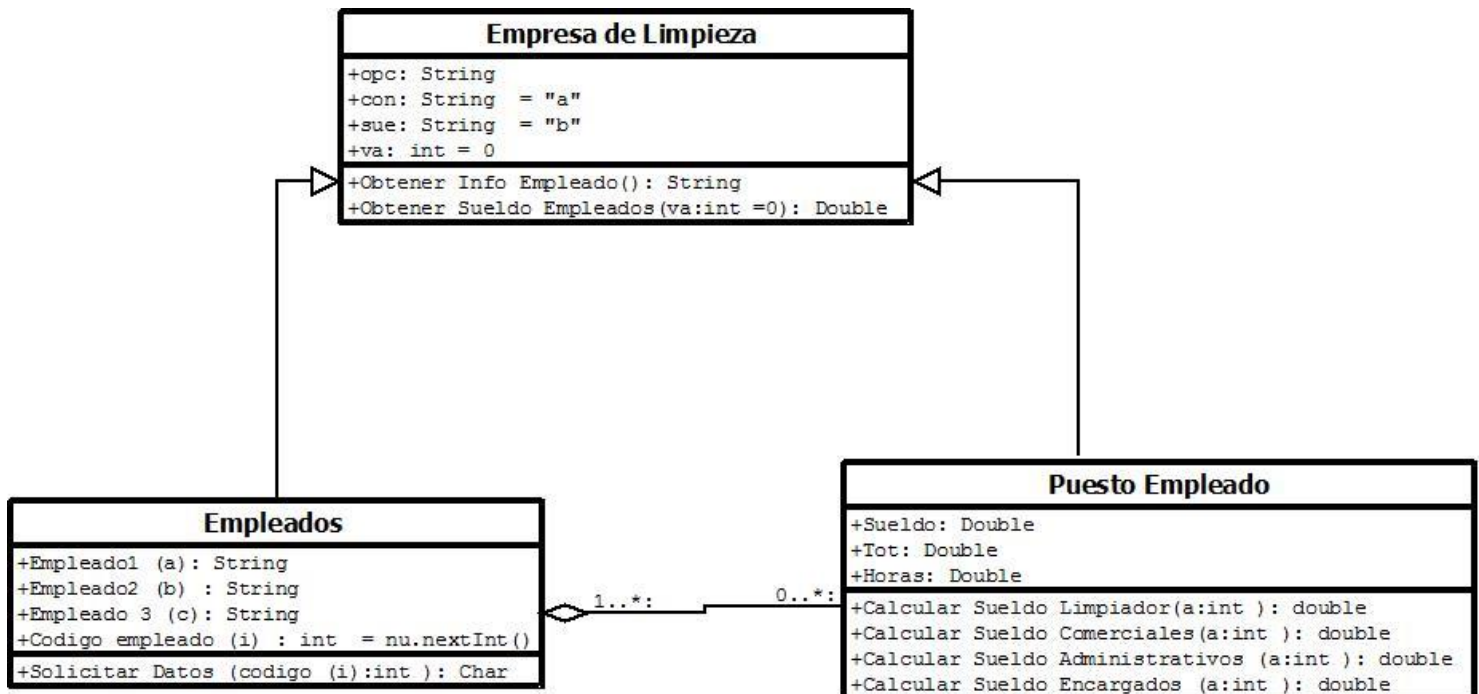 Empresa de Limpieza
+opc: String
+con: String = "a"
+sue: String = "b"
+va: int = 0
+Obtener Info Empleado(): String
+Obtener Sueldo Empleados(va:int =0): Double
Empleados
+Empleado1 (a): String
+Empleado2 (b) : String
+Empleado 3 (c): String
+Codigo empleado (i) : int = nu.nextInt()
+Solicitar Datos (codigo (i):int ): Char
1..*:
0..*:
Puesto Empleado
+Sueldo: Double
+Tot: Double
+Horas: Double
+Calcular Sueldo Limpiador(a:int ): double
+Calcular Sueldo Comerciales(a:int ): double
+Calcular Sueldo Administrativos (a:int ): double
+Calcular Sueldo Encargados (a:int ): double